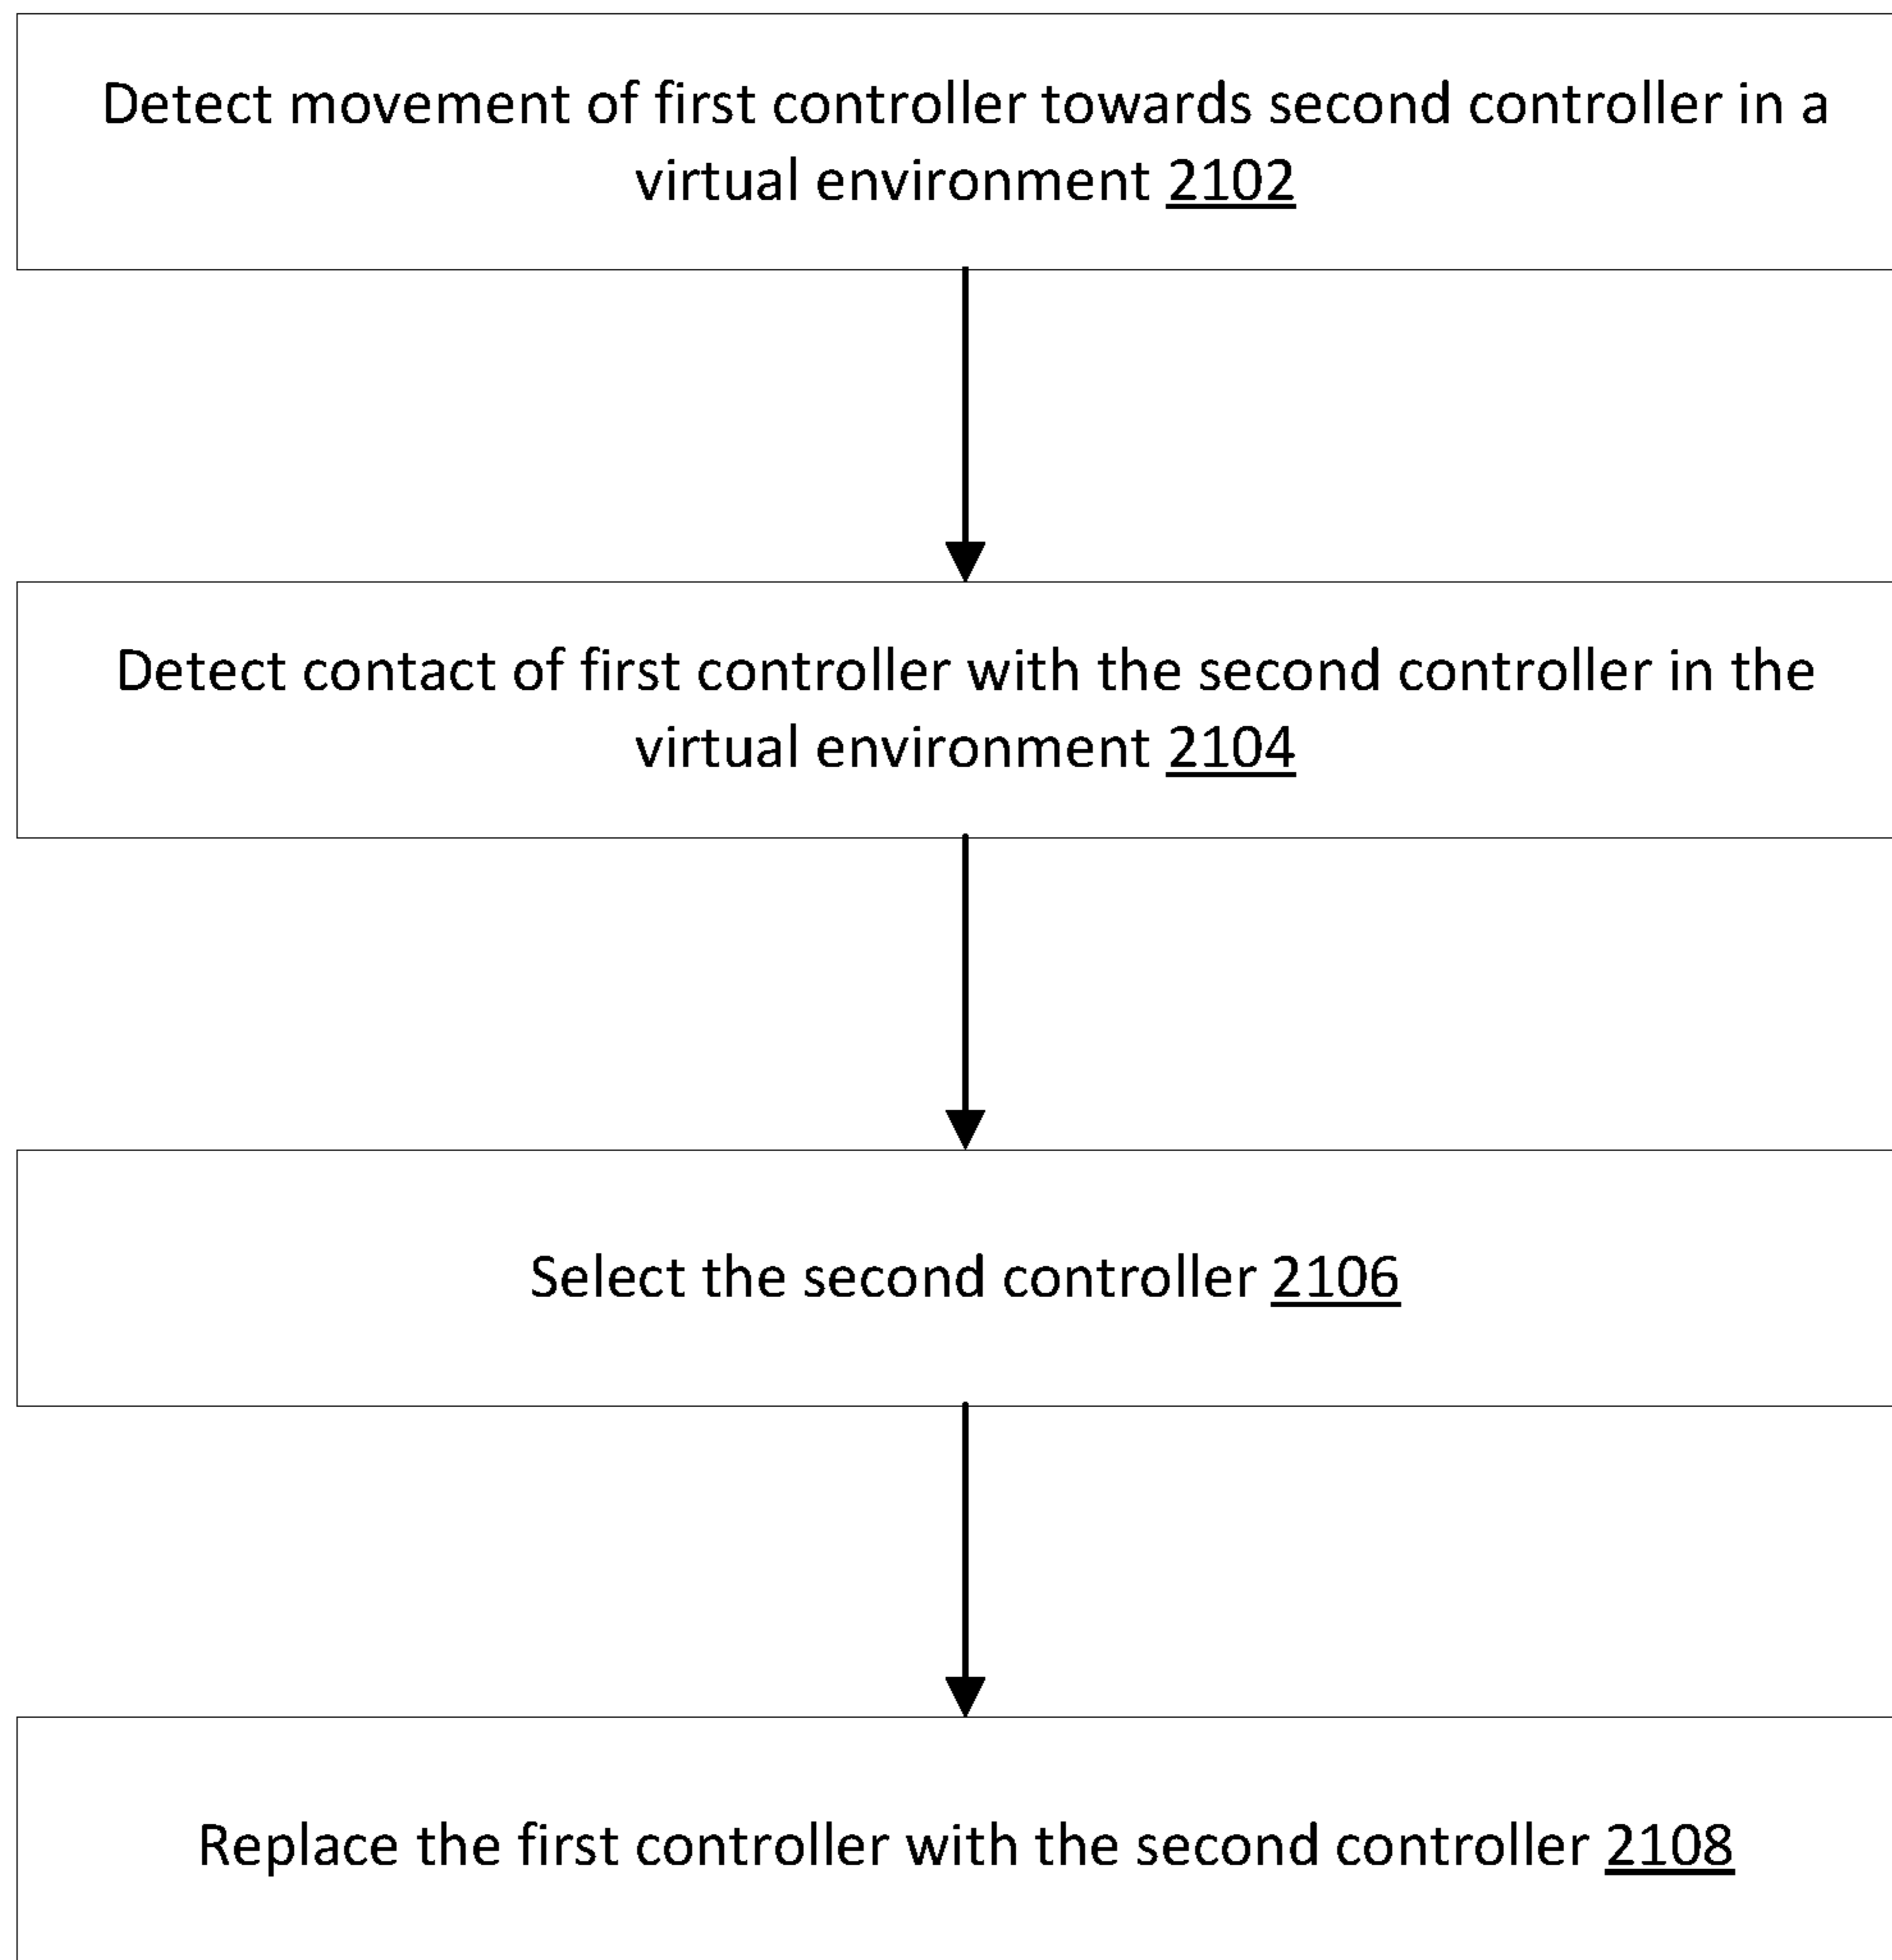 Detect movement of first controller towards second controller in a
virtual environment 2102
Detect contact of first controller with the second controller in the
virtual environment 2104
Select the second controller 2106
Replace the first controller with the second controller 2108